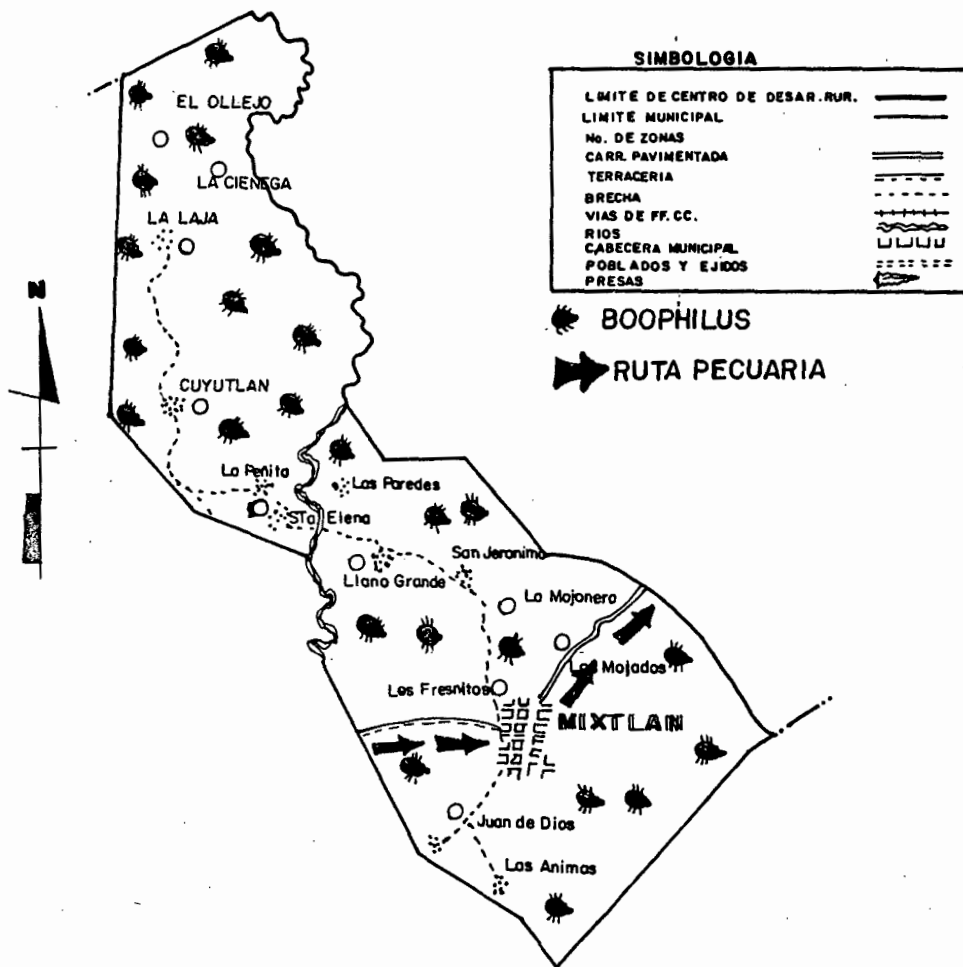 SIMBOLOGIA
LIMITE DE CENTRO DE DESAR. RUR.
LIMITE MUNICIPAL
No. DE ZONAS
CARR. PAVIMENTADA
TERRACERIA
BRECHA
VIAS DE FF. CC.
RIOS
CABECERA MUNICIPAL
POBLADOS Y EJIDOS
PRESAS
BOOPHILUS
RUTA PECUARIA
N
EL OLLEJO
LA CIENEGA
LA LAJA
CUYUTLAN
La Peñita
Las Paredes
STa Elena
San Jeronimo
Llano Grande
La Mojonera
Los Mojados
Los Fresnitos
MIXTLAN
Juan de Dios
Las Animas